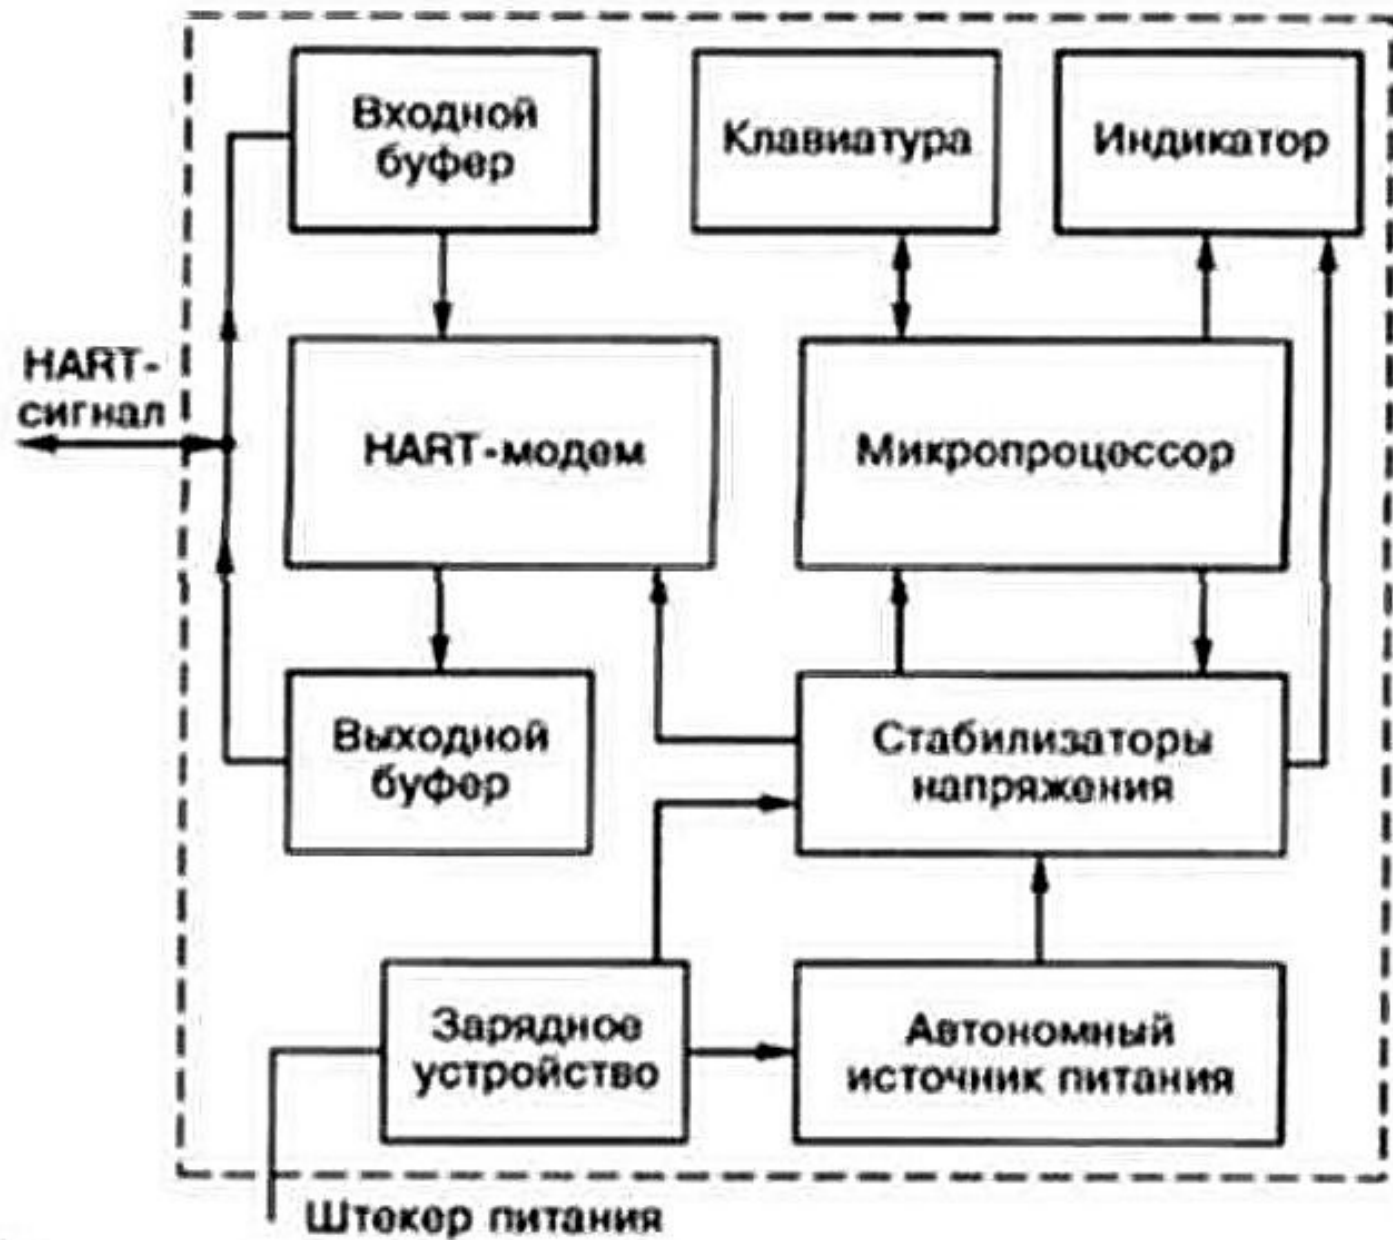 Входной
буфер
Клавиатура
Индикатор
HART-
сигнал
HART-модем
Микропроцессор
Выходной
буфер
Стабилизаторы
напряжения
Зарядное
устройство
Автономный
источник питания
Штекер питания